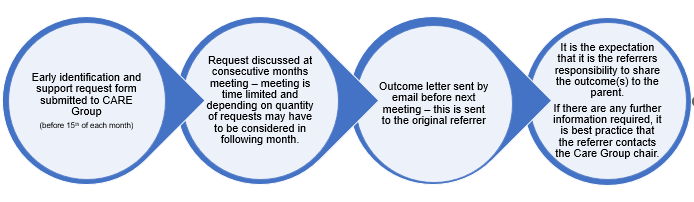 Early identification and
support request form
submitted to CARE
Group
(before 15th of each month)
Request discussed at
consecutive months
meeting – meeting is
time limited and
depending on quantity
of requests may have
to be considered in
following month.
Outcome letter sent by
email before next
meeting – this is sent
to the original referrer
It is the expectation
that it is the referrers
responsibility to share
the outcome(s) to the
parent.
If there are any further
information required, it
is best practice that
the referrer contacts
the Care Group chair.